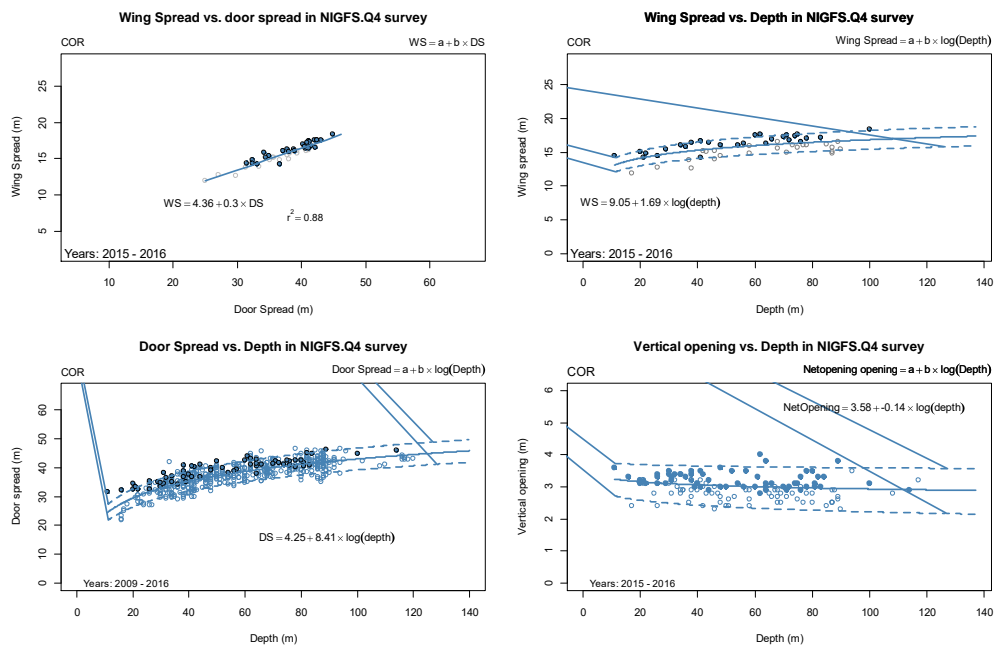 Wing Spread vs. door spread in NIGFS.Q4 survey
COR
WS = a + b × DS
Wing Spread (m)
25
20
15
10
5
WS = 4.36 + 0.3 × DS
r² = 0.88
Years: 2015 - 2016
10 20 30 40 50 60
Door Spread (m)
Wing Spread vs. Depth in NIGFS.Q4 survey
COR
Wing Spread = a + b × log(Depth)
Wing Spread (m)
25
20
15
10
5
0
WS = 9.05 + 1.69 × log(depth)
Years: 2015 - 2016
0 20 40 60 80 100 120 140
Depth (m)
Door Spread vs. Depth in NIGFS.Q4 survey
COR
Door Spread = a + b × log(Depth)
Door spread (m)
60
50
40
30
20
10
0
DS = 4.25 + 8.41 × log(depth)
Years: 2009 - 2016
0 20 40 60 80 100 120 140
Depth (m)
Vertical opening vs. Depth in NIGFS.Q4 survey
COR
Netopening opening = a + b × log(Depth)
Vertical opening (m)
6
5
4
3
2
1
0
NetOpening = 3.58 + -0.14 × log(depth)
Years: 2015 - 2016
0 20 40 60 80 100 120 140
Depth (m)